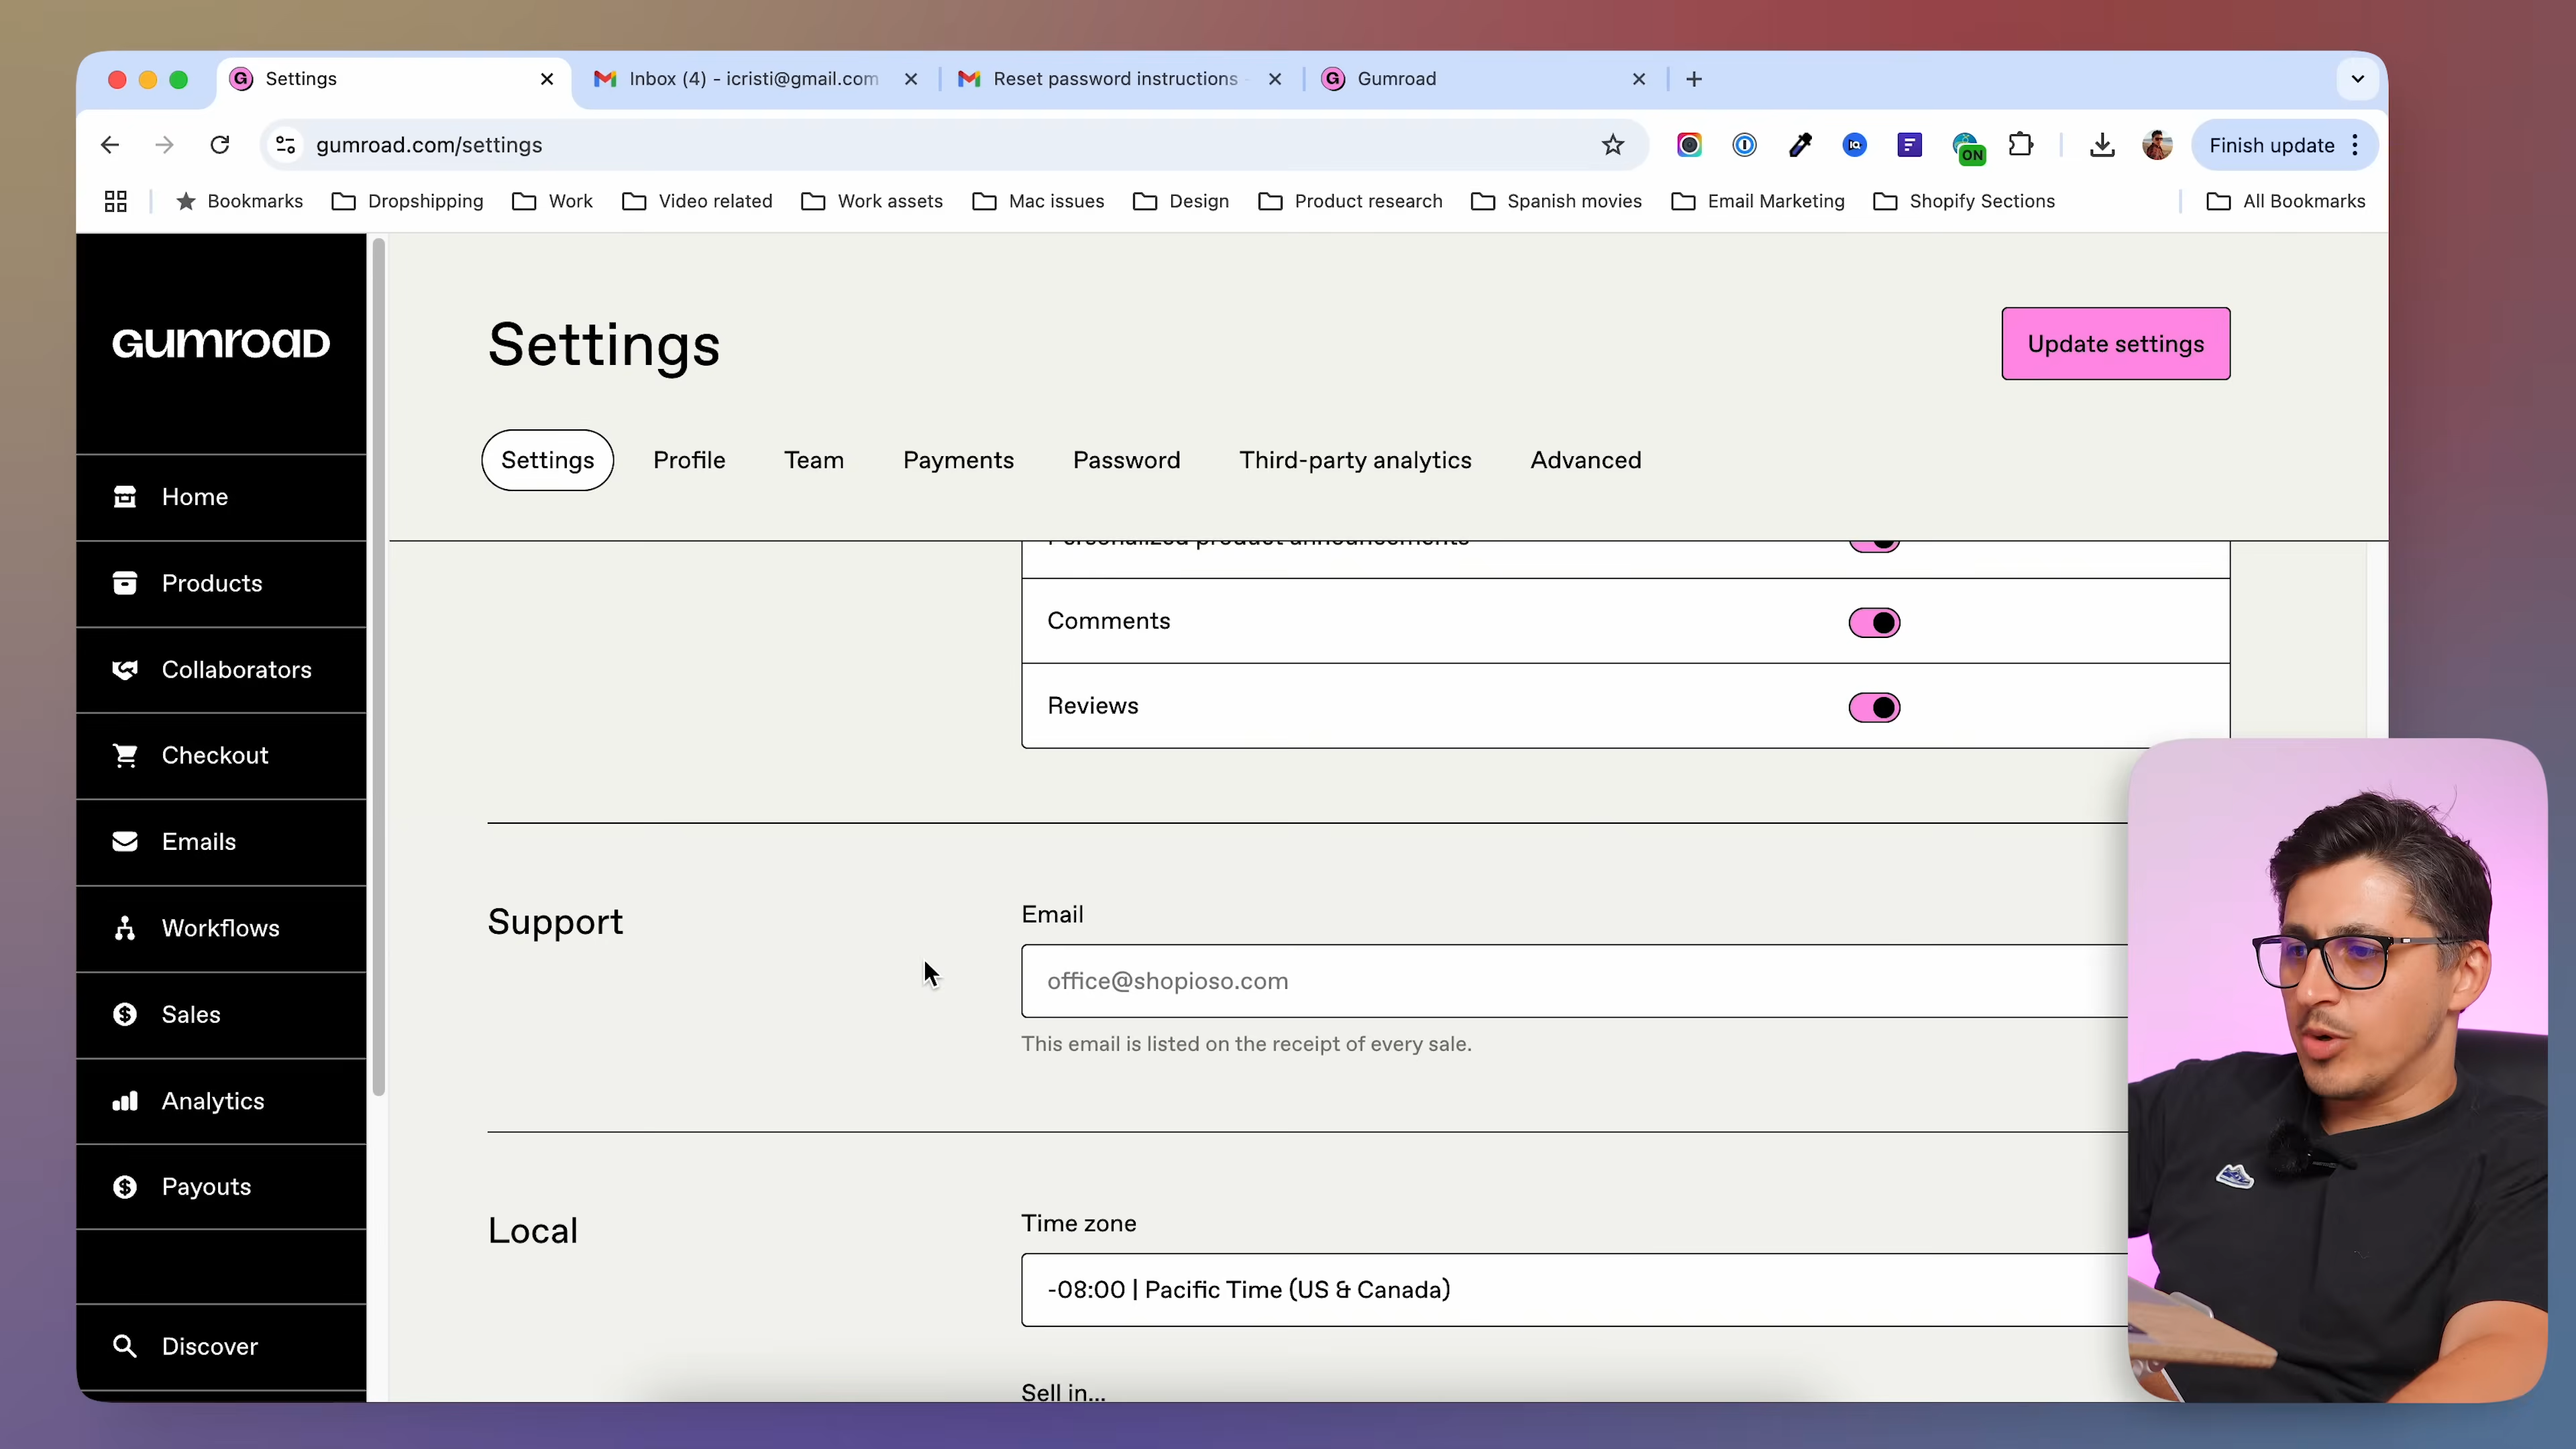 Settings
Inbox (4) - icristi@gmail.com
Reset password instructions
Gumroad
gumroad.com/settings
ON
Finish update
Bookmarks
Dropshipping
Work
Video related
Work assets
Mac issues
Design
Product research
Spanish movies
Email Marketing
Shopify Sections
All Bookmarks
GUMROAD
Home
Products
Collaborators
Checkout
Emails
Workflows
Sales
Analytics
Payouts
Discover
Settings
Update settings
Settings
Profile
Team
Payments
Password
Third-party analytics
Advanced
Personalized product announcements
Comments
Reviews
Support
Email
office@shopioso.com
This email is listed on the receipt of every sale.
Local
Time zone
-08:00 | Pacific Time (US & Canada)
Sell in...